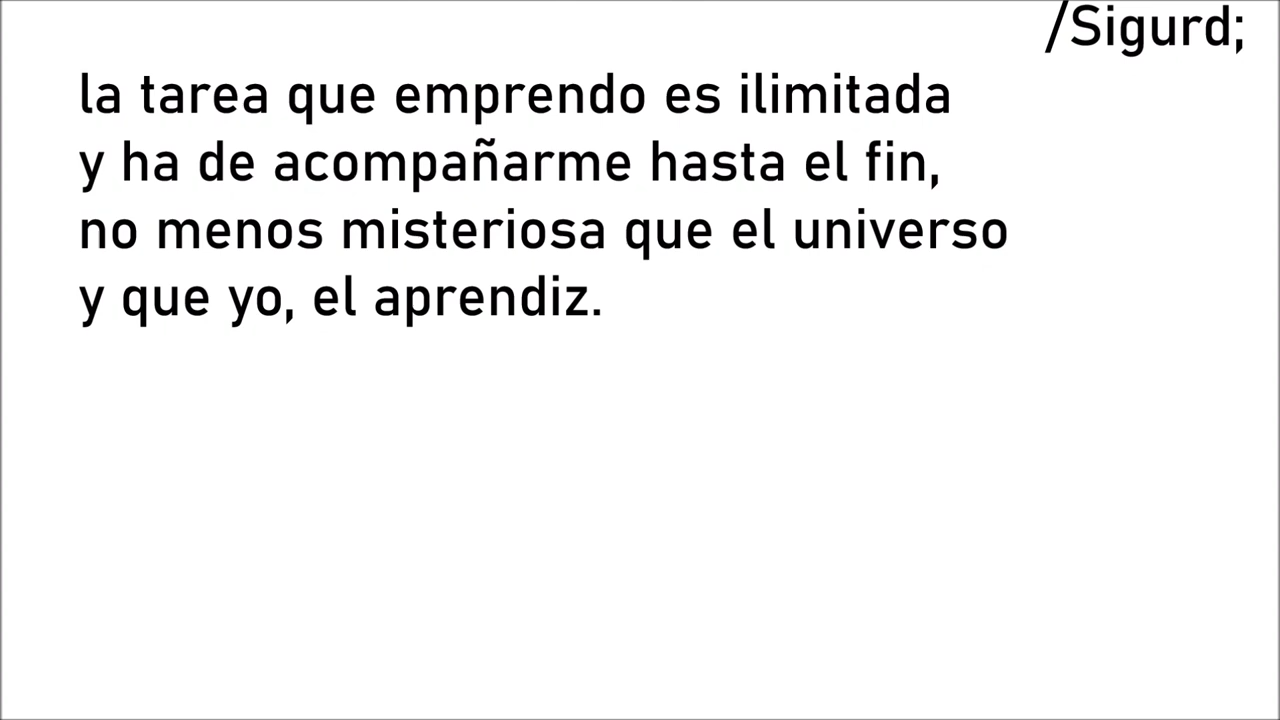 /Sigurd;
la tarea que emprendo es ilimitada
y ha de acompañarme hasta el fin,
no menos misteriosa que el universo
y que yo, el aprendiz.